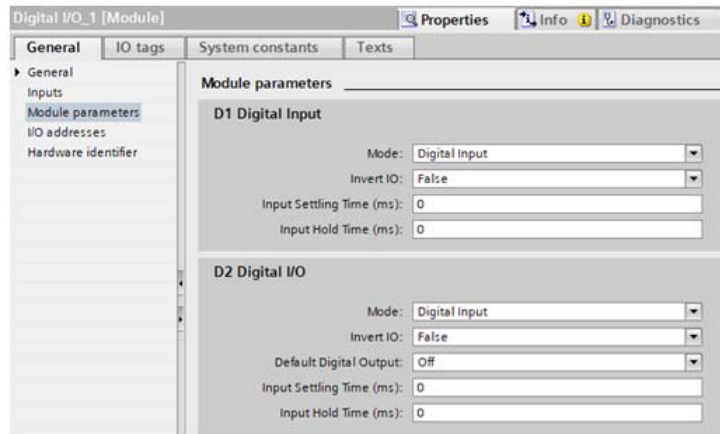 Digital I/O_1 [Module]
Properties
Info
Diagnostics
General
IO tags
System constants
Texts
General
Inputs
Module parameters
I/O addresses
Hardware identifier
Module parameters
D1 Digital Input
Mode: Digital Input
Invert IO: False
Input Settling Time (ms): 0
Input Hold Time (ms): 0
D2 Digital I/O
Mode: Digital Input
Invert IO: False
Default Digital Output: Off
Input Settling Time (ms): 0
Input Hold Time (ms): 0